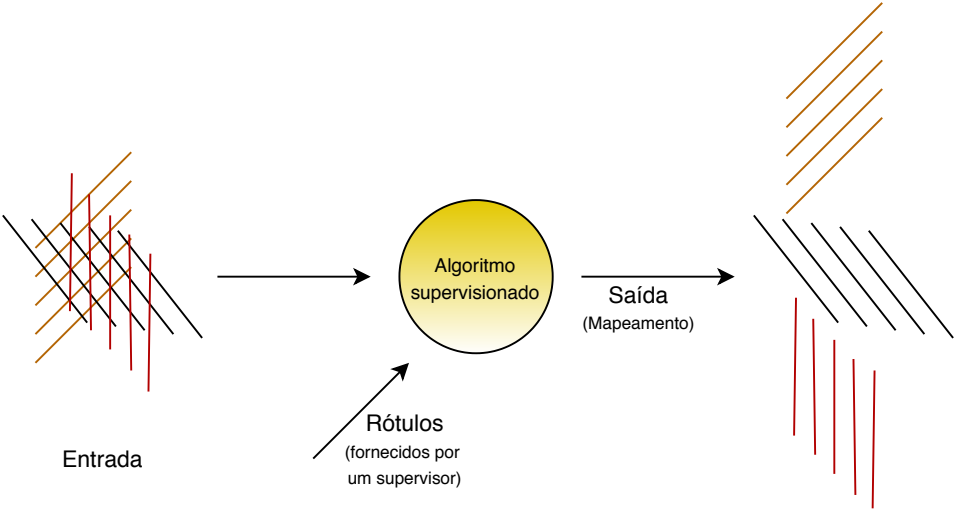 Algoritmo
supervisionado
Saída
(Mapeamento)
Rótulos
(fornecidos por
um supervisor)
Entrada